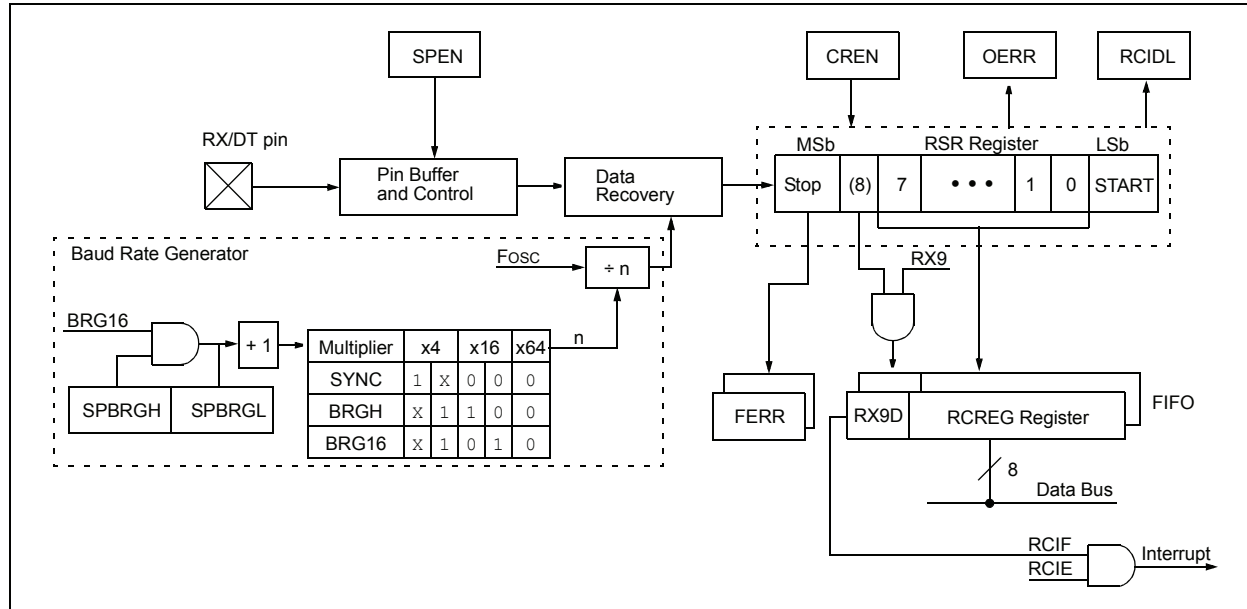 SPEN
CREN
OERR
RCIDL
RX/DT pin
Pin Buffer
and Control
Data
Recovery
MSb
RSR Register
LSb
Stop (8) 7 • • • 1 0 START
Baud Rate Generator
FOSC
÷ n
RX9
BRG16
+ 1
n
Multiplier x4 x16 x64
SYNC 1 X 0 0 0
BRGH X 1 1 0 0
BRG16 X 1 0 1 0
SPBRGH SPBRGL
FERR
RX9D RCREG Register
FIFO
8
Data Bus
RCIF
RCIE
Interrupt